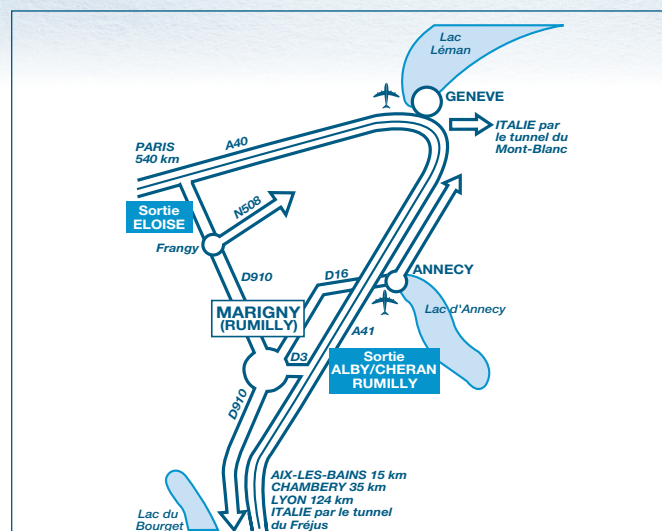 Lac
Léman
GENEVE
ITALIE par
le tunnel du
Mont-Blanc
PARIS
540 km
A40
Sortie
ELOISE
N508
Frangy
D910
D16
ANNECY
MARIGNY
(RUMILLY)
Lac d'Annecy
A41
D3
Sortie
ALBY/CHERAN
RUMILLY
D910
AIX-LES-BAINS 15 km
CHAMBERY 35 km
LYON 124 km
ITALIE par le tunnel
du Fréjus
Lac du
Bourget